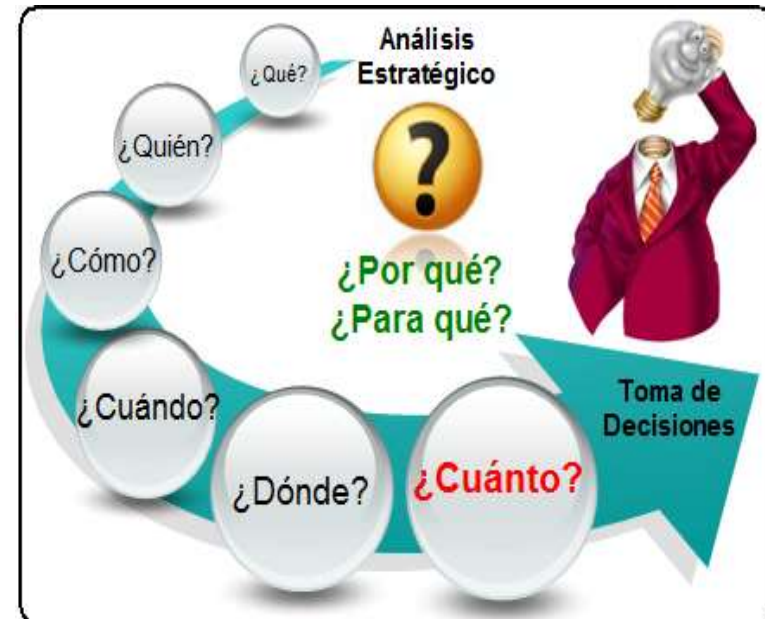 Análisis
Estratégico
¿Qué?
¿Quién?
¿Cómo?
¿Cuándo?
¿Dónde?
¿Cuánto?
?
¿Por qué?
¿Para qué?
Toma de
Decisiones